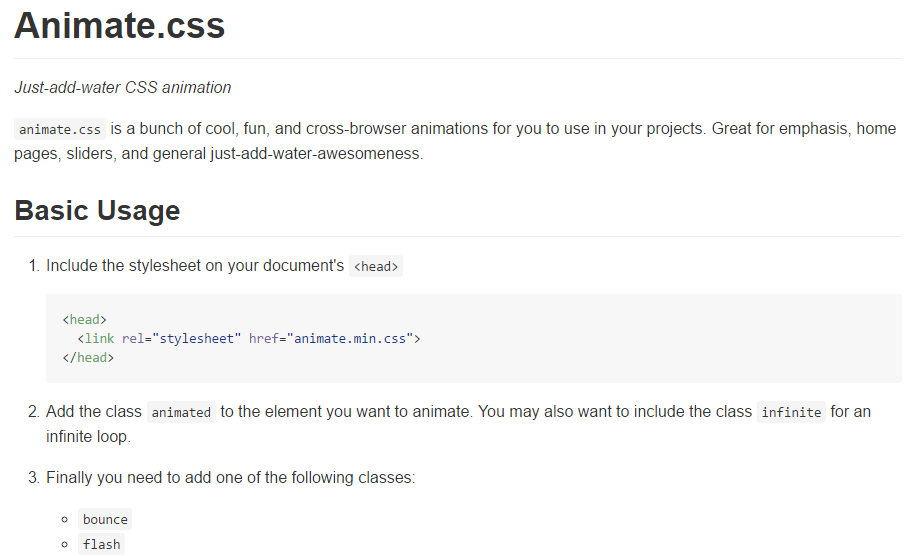 Animate.css
Just-add-water CSS animation
animate.css is a bunch of cool, fun, and cross-browser animations for you to use in your projects. Great for emphasis, home
pages, sliders, and general just-add-water-awesomeness.
Basic Usage
1. Include the stylesheet on your document's <head>
<head>
  <link rel="stylesheet" href="animate.min.css">
</head>
2. Add the class animated to the element you want to animate. You may also want to include the class infinite for an
infinite loop.
3. Finally you need to add one of the following classes:
bounce
flash